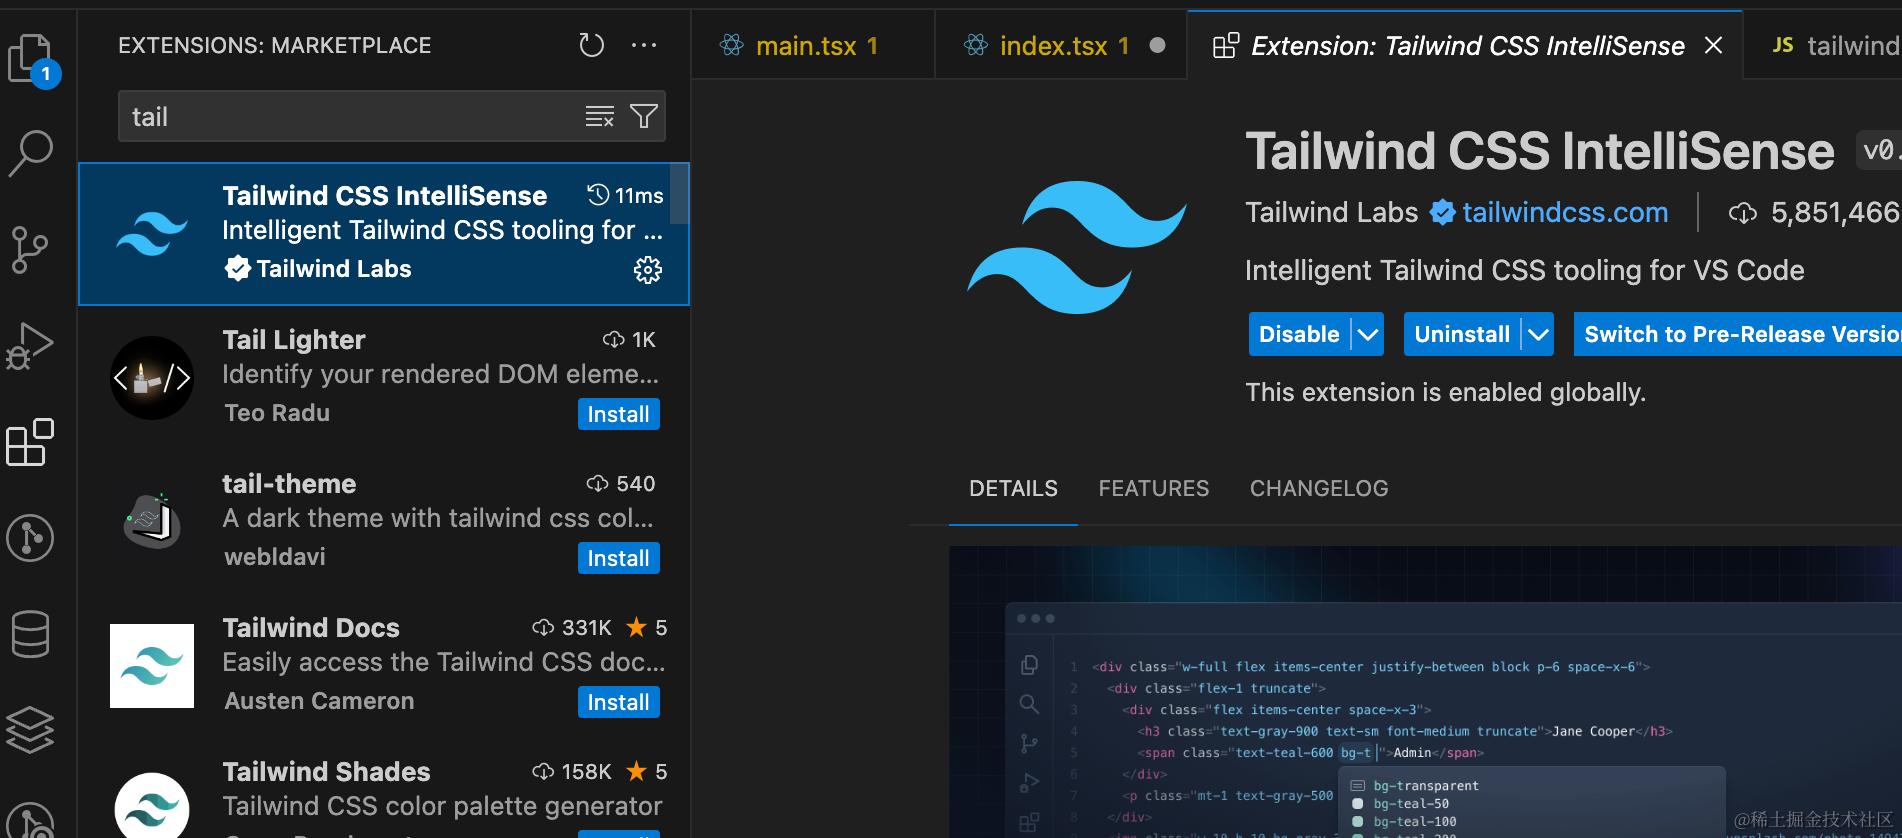 EXTENSIONS: MARKETPLACE
main.tsx 1
index.tsx 1
Extension: Tailwind CSS IntelliSense
JS tailwind
1
tail
Tailwind CSS IntelliSense 11ms
Intelligent Tailwind CSS tooling for ...
Tailwind Labs
Tail Lighter 1K
Identify your rendered DOM eleme...
Teo Radu Install
tail-theme 540
A dark theme with tailwind css col...
webldavi Install
Tailwind Docs 331K 5
Easily access the Tailwind CSS doc...
Austen Cameron Install
Tailwind Shades 158K 5
Tailwind CSS color palette generator
Tailwind CSS IntelliSense v0.
Tailwind Labs tailwindcss.com 5,851,466
Intelligent Tailwind CSS tooling for VS Code
Disable Uninstall Switch to Pre-Release Versio
This extension is enabled globally.
DETAILS FEATURES CHANGELOG
1 <div class="w-full flex items-center justify-between block p-6 space-x-6">
2 <div class="flex-1 truncate">
3 <div class="flex items-center space-x-3">
4 <h3 class="text-gray-900 text-sm font-medium truncate">Jane Cooper</h3>
5 <span class="text-teal-600 bg-t">Admin</span>
6 </div>
7 <p class="mt-1 text-gray-500
8 </div>
bg-transparent
bg-teal-50
bg-teal-100
@稀土掘金技术社区